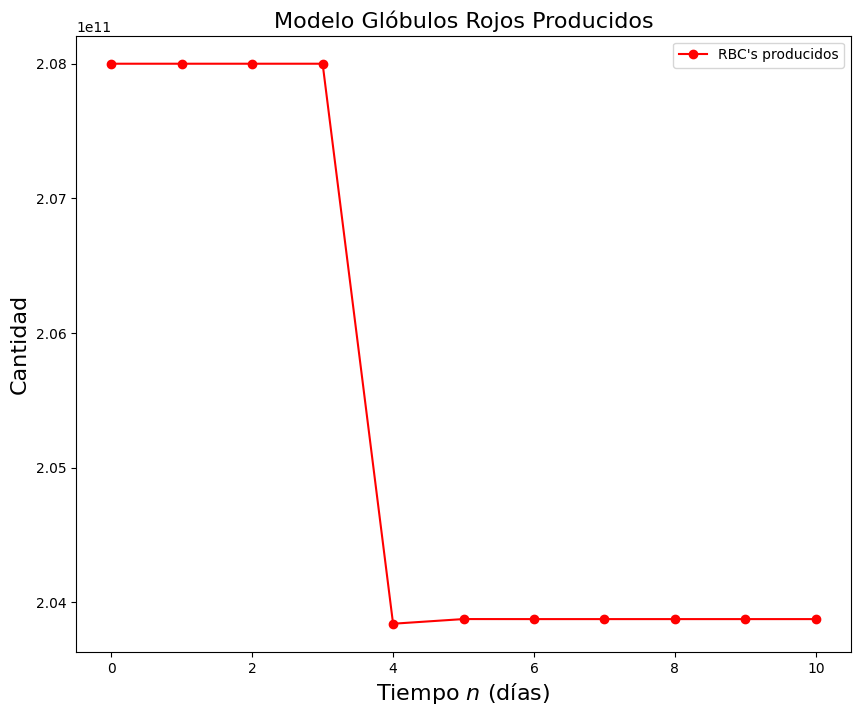 Modelo Glóbulos Rojos Producidos
1e11
RBC's producidos
2.08
2.07
2.06
2.05
2.04
Cantidad
0 2 4 6 8 10
Tiempo n (días)